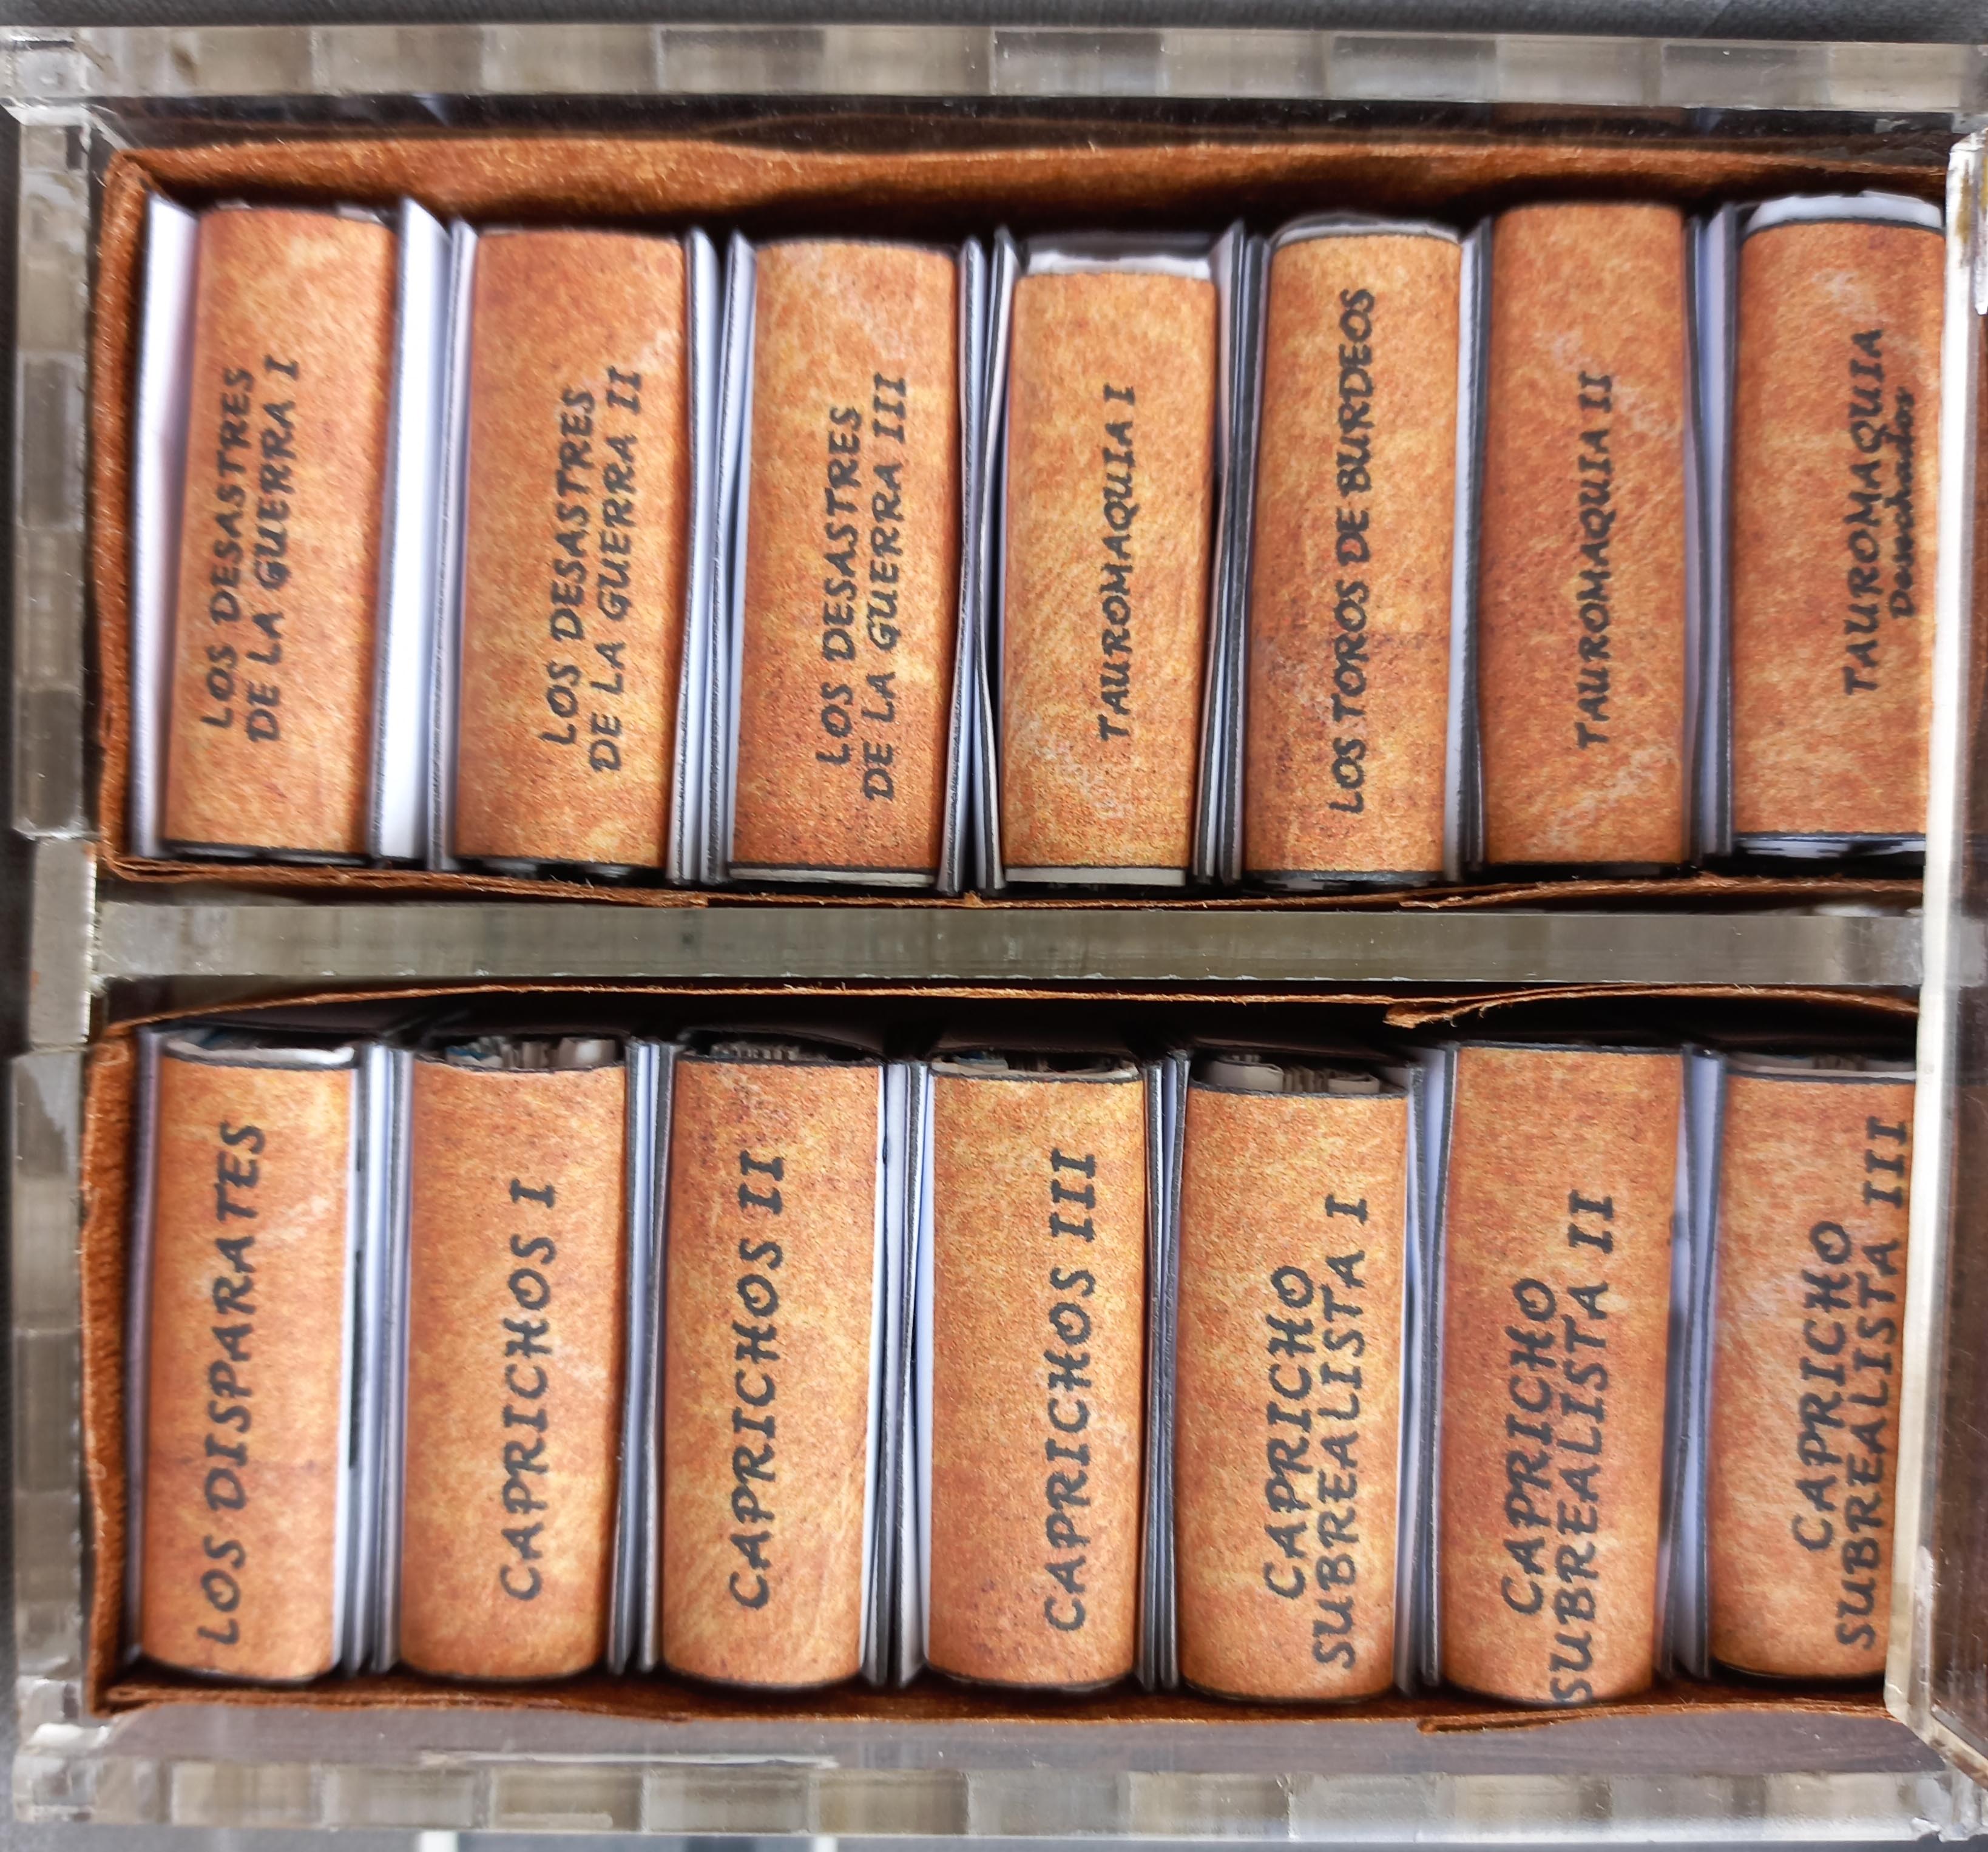 LOS DESASTRES
DE LA GUERRA I
LOS DESASTRES
DE LA GUERRA II
LOS DESASTRES
DE LA GUERRA III
TAUROMAQUIA I
LOS TOROS DE BURDEOS
TAUROMAQUIA II
TAUROMAQUIA
Desechados
LOS DISPARATES
CAPRICHOS I
CAPRICHOS II
CAPRICHOS III
CAPRICHO
SUBREALISTA I
CAPRICHO
SUBREALISTA II
CAPRICHO
SUBREALISTA III